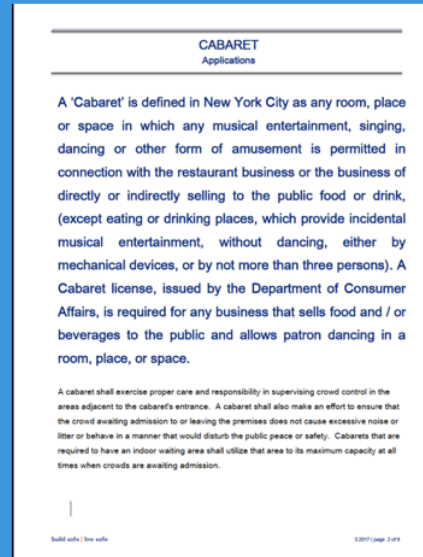 CABARET
Applications
A ‘Cabaret’ is defined in New York City as any room, place
or space in which any musical entertainment, singing,
dancing or other form of amusement is permitted in
connection with the restaurant business or the business of
directly or indirectly selling to the public food or drink,
(except eating or drinking places, which provide incidental
musical entertainment, without dancing, either by
mechanical devices, or by not more than three persons). A
Cabaret license, issued by the Department of Consumer
Affairs, is required for any business that sells food and / or
beverages to the public and allows patron dancing in a
room, place, or space.
A cabaret shall exercise proper care and responsibility in supervising crowd control in the
areas adjacent to the cabaret's entrance. A cabaret shall also make an effort to ensure that
the crowd awaiting admission to or leaving the premises does not cause excessive noise or
litter or behave in a manner that would disturb the public peace or safety. Cabarets that are
required to have an indoor waiting area shall utilize that area to its maximum capacity at all
times when crowds are awaiting admission.
build safe | live safe
3.2017 | page 2 of 8